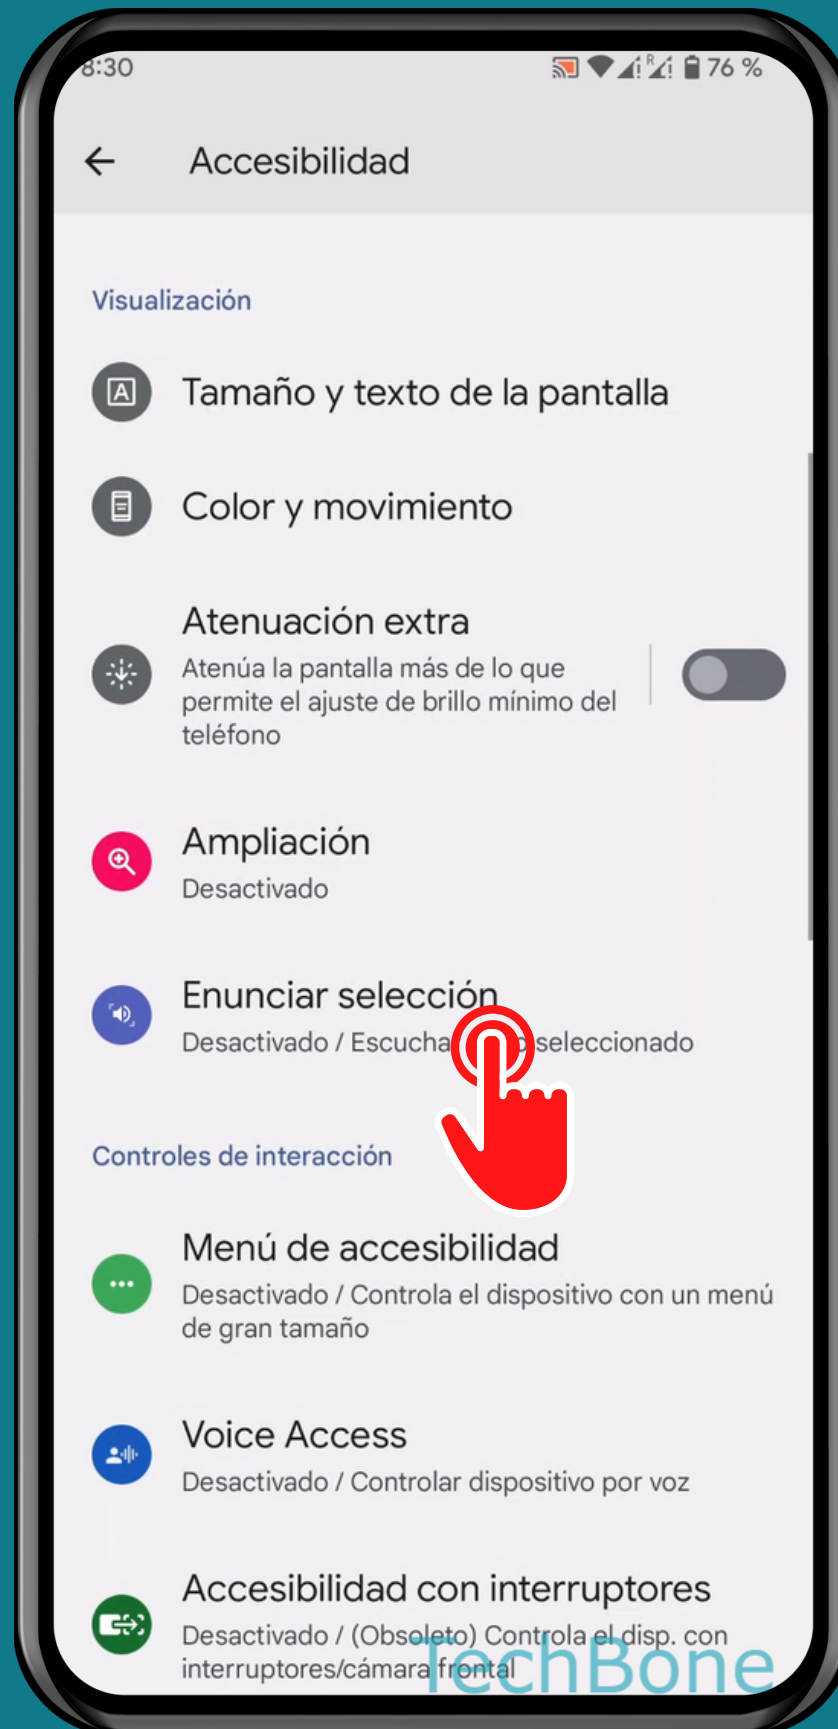 8:30
R
76 %
Accesibilidad
Visualización
Tamaño y texto de la pantalla
Color y movimiento
Atenuación extra
Atenúa la pantalla más de lo que
permite el ajuste de brillo mínimo del
teléfono
Ampliación
Desactivado
Enunciar selección
Desactivado / Escucha seleccionado
Controles de interacción
Menú de accesibilidad
Desactivado / Controla el dispositivo con un menú
de gran tamaño
Voice Access
Desactivado / Controlar dispositivo por voz
Accesibilidad con interruptores
Desactivado / (Obsoleto) Controla el disp. con
interruptores/cámara frontal
TechBone